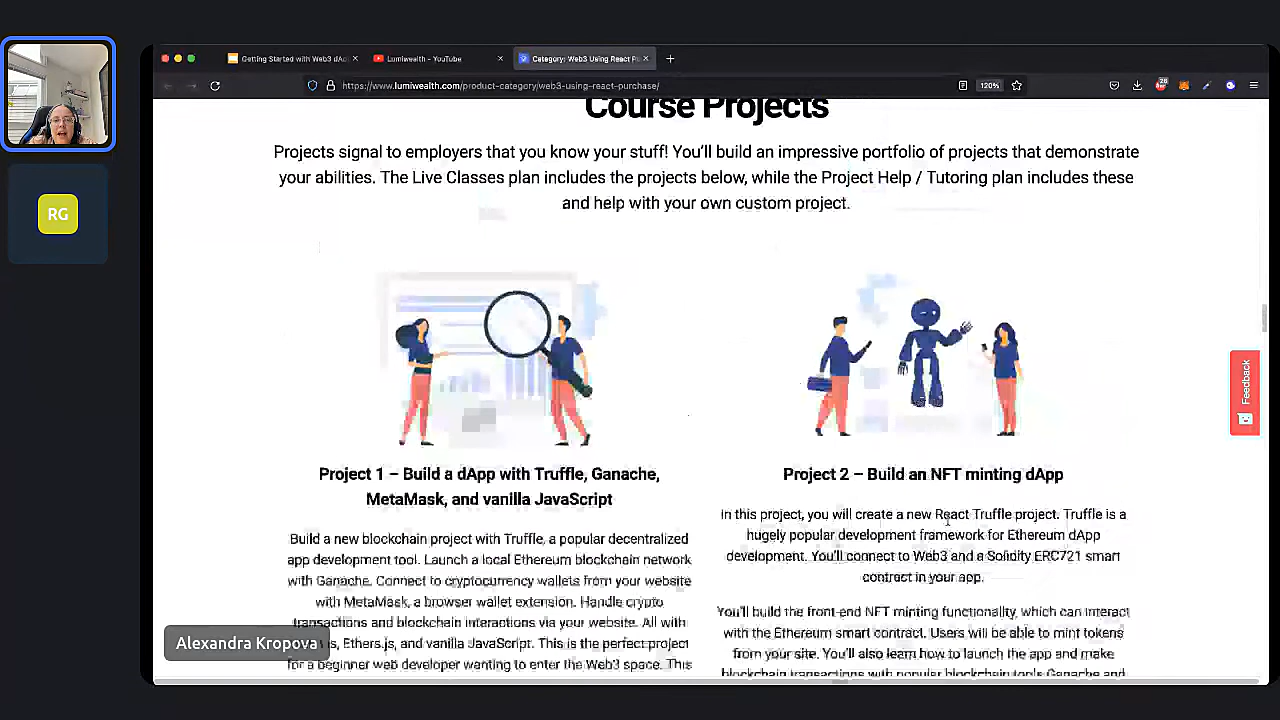 Getting Started with Web3 dAp
Lumiwealth - YouTube
Category: Web3 Using React P
https://www.lumiwealth.com/product-category/web3-using-react-purchase/
120%
28
Course Projects
Projects signal to employers that you know your stuff! You'll build an impressive portfolio of projects that demonstrate
your abilities. The Live Classes plan includes the projects below, while the Project Help / Tutoring plan includes these
and help with your own custom project.
RG
Feedback
Project 1 – Build a dApp with Truffle, Ganache,
MetaMask, and vanilla JavaScript
Build a new blockchain project with Truffle, a popular decentralized
app development tool. Launch a local Ethereum blockchain network
with Ganache. Connect to cryptocurrency wallets from your website
with MetaMask, a browser wallet extension. Handle crypto
transactions and blockchain interactions via your website. All with
Ethers.js, and vanilla JavaScript. This is the perfect project
for a beginner web developer wanting to enter the Web3 space. This
Project 2 – Build an NFT minting dApp
In this project, you will create a new React Truffle project. Truffle is a
hugely popular development framework for Ethereum dApp
development. You'll connect to Web3 and a Solidity ERC721 smart
contract in your app.
You'll build the front-end NFT minting functionality, which can interact
with the Ethereum smart contract. Users will be able to mint tokens
from your site. You'll also learn how to launch the app and make
blockchain transactions with popular blockchain tools Ganache and
Alexandra Kropova